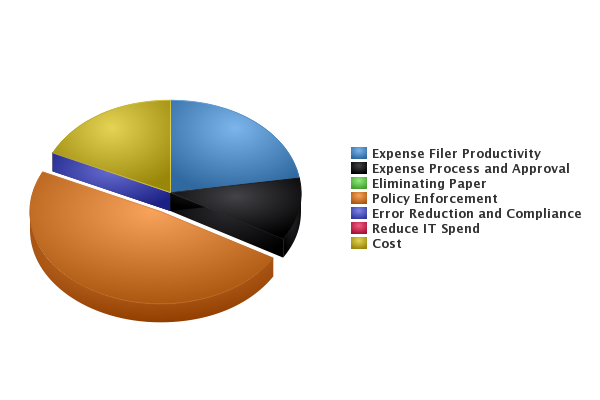 Expense Filer Productivity
Expense Process and Approval
Eliminating Paper
Policy Enforcement
Error Reduction and Compliance
Reduce IT Spend
Cost